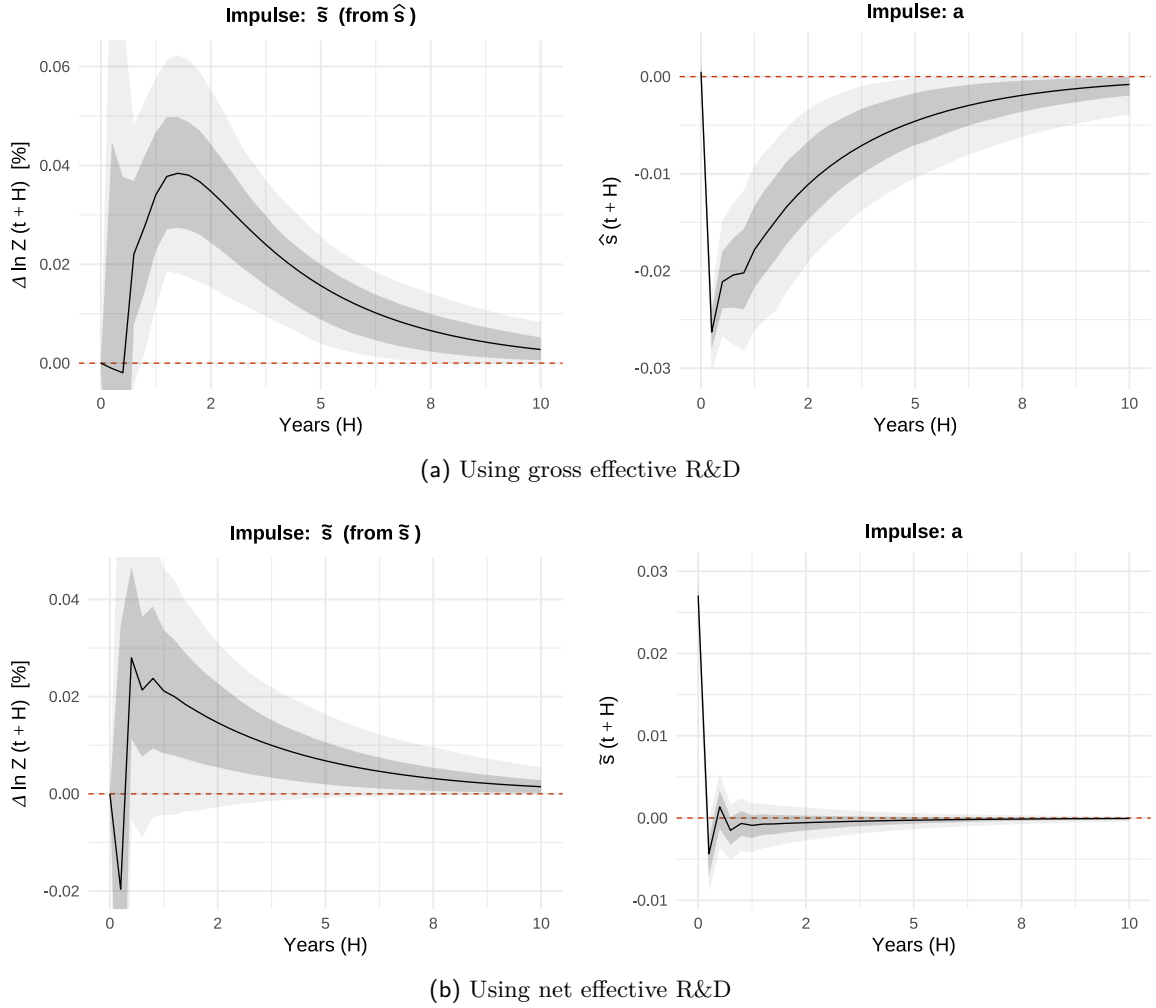 Impulse: s̃ (from ŝ)
Δ ln Z (t + H) [%]
0.06
0.04
0.02
0.00
0 2 5 8 10
Years (H)
Impulse: a
ŝ (t + H)
0.00
-0.01
-0.02
-0.03
0 2 5 8 10
Years (H)
(a) Using gross effective R&D
Impulse: s̃ (from s̃)
Δ ln Z (t + H) [%]
0.04
0.02
0.00
-0.02
0 2 5 8 10
Years (H)
Impulse: a
s̃ (t + H)
0.03
0.02
0.01
0.00
-0.01
0 2 5 8 10
Years (H)
(b) Using net effective R&D